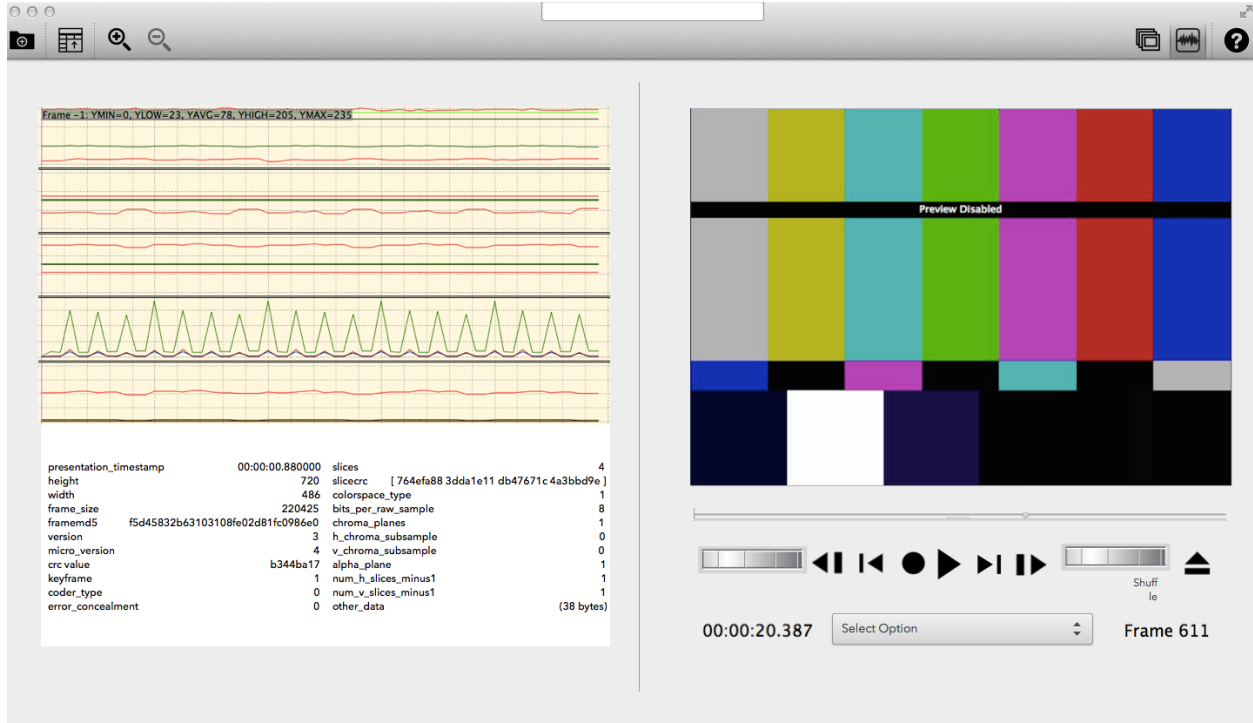 Frame -1: YMIN=0, YLOW=23, YAVG=78, YHIGH=205, YMAX=235
presentation_timestamp 00:00:00.880000 slices 4
height 720 slicecrc [ 764efa88 3dda1e11 db47671c 4a3bbd9e ]
width 486 colorspace_type 1
frame_size 220425 bits_per_raw_sample 8
framemd5 f5d45832b63103108fe02d81fc0986e0 chroma_planes 1
version 3 h_chroma_subsample 0
micro_version 4 v_chroma_subsample 0
crc value b344ba17 alpha_plane 1
keyframe 1 num_h_slices_minus1 1
coder_type 0 num_v_slices_minus1 1
error_concealment 0 other_data (38 bytes)
Preview Disabled
Shuff
le
00:00:20.387 Select Option Frame 611